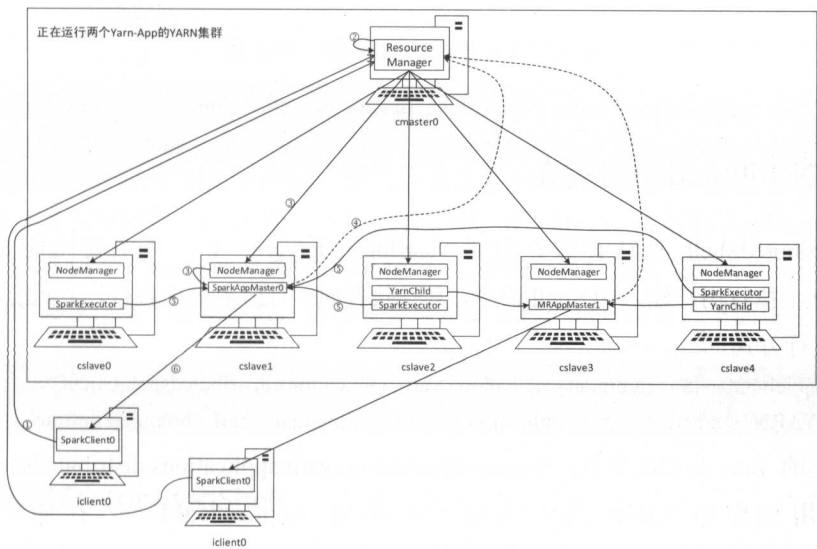 正在运行两个Yarn-App的YARN集群
②
Resource
Manager
cmaster0
③
④
NodeManager
③
NodeManager
⑤
NodeManager
NodeManager
NodeManager
SparkAppMaster0
YarnChild
SparkExecutor
SparkExecutor
⑤
⑤
SparkExecutor
MRAppMaster1
YarnChild
cslave0
cslave1
cslave2
cslave3
cslave4
⑥
①
SparkClient0
SparkClient0
iclient0
iclient0